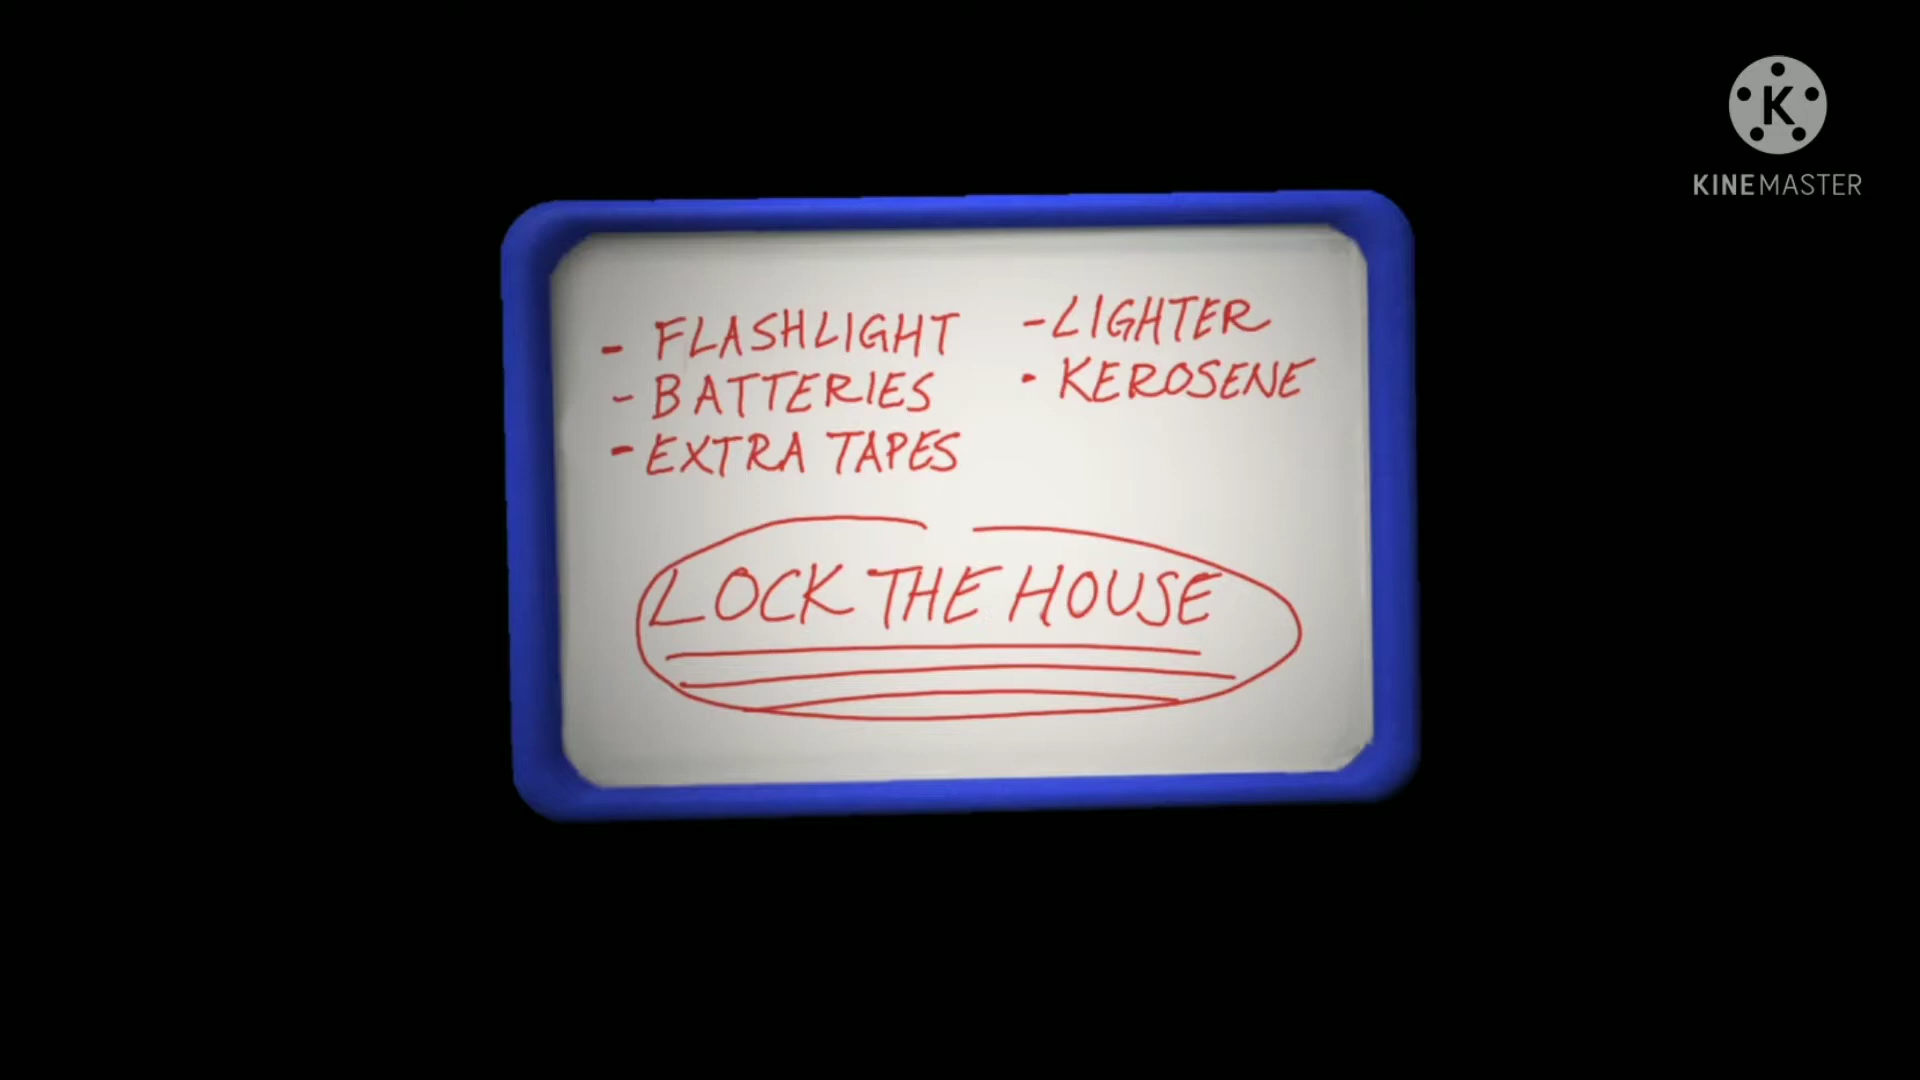 - FLASHLIGHT
- BATTERIES
- EXTRA TAPES
- LIGHTER
- KEROSENE
LOCK THE HOUSE
K
KINEMASTER